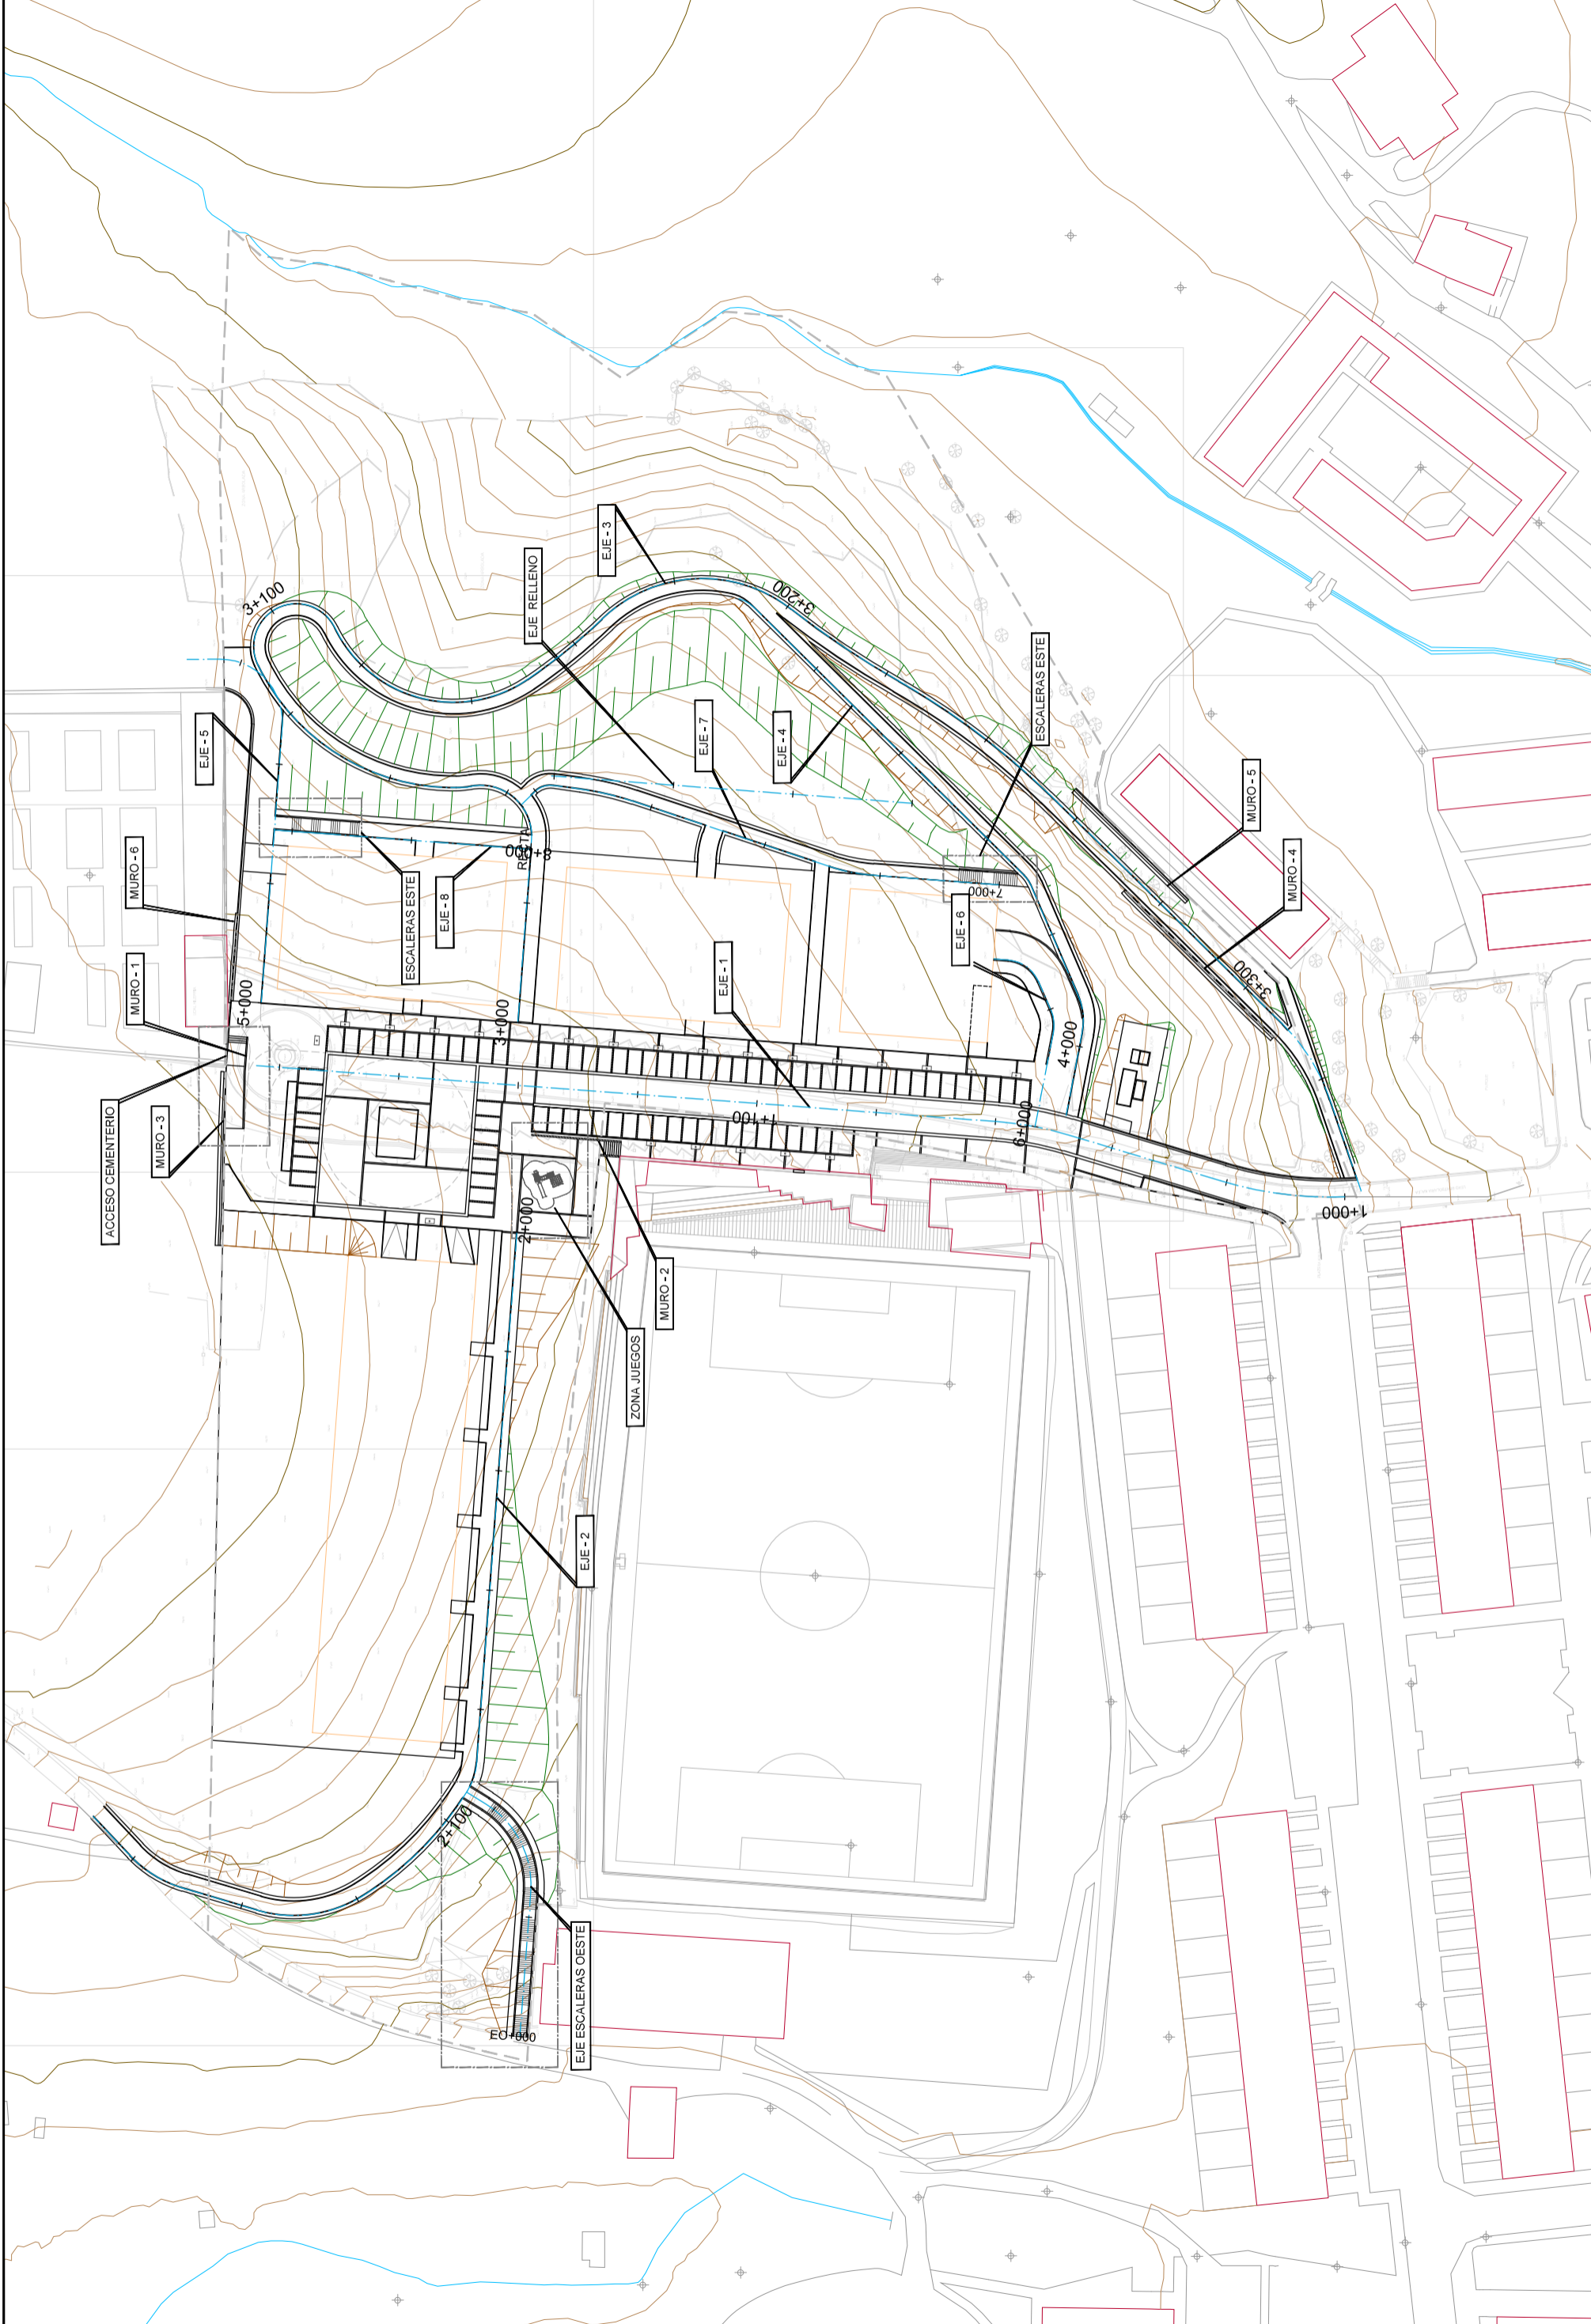 3+100
EJE - 3
EJE RELLENO
3+200
ESCALERAS ESTE
EJE - 5
EJE - 7
EJE - 4
MURO - 5
MURO - 6
MURO - 4
RECTA
8+000
7+000
ESCALERAS ESTE
EJE - 8
EJE - 6
MURO - 1
5+000
EJE - 1
3+300
3+000
4+000
ACCESO CEMENTERIO
MURO - 3
1+100
6+000
2+000
1+000
MURO - 2
ZONA JUEGOS
EJE - 2
2+100
EJE ESCALERAS OESTE
EO+000